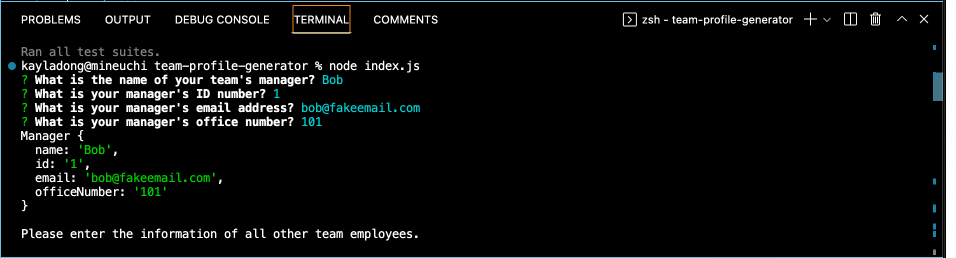 PROBLEMS OUTPUT DEBUG CONSOLE TERMINAL COMMENTS zsh - team-profile-generator
Ran all test suites.
kayladong@mineuchi team-profile-generator % node index.js
? What is the name of your team's manager? Bob
? What is your manager's ID number? 1
? What is your manager's email address? bob@fakeemail.com
? What is your manager's office number? 101
Manager {
  name: 'Bob',
  id: '1',
  email: 'bob@fakeemail.com',
  officeNumber: '101'
}
Please enter the information of all other team employees.